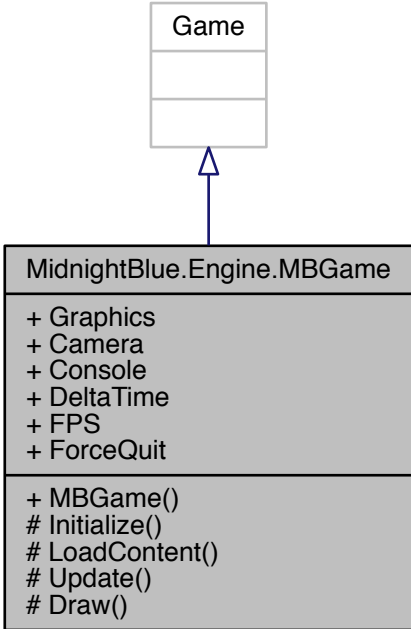 Game
MidnightBlue.Engine.MBGame
+ Graphics
+ Camera
+ Console
+ DeltaTime
+ FPS
+ ForceQuit
+ MBGame()
# Initialize()
# LoadContent()
# Update()
# Draw()